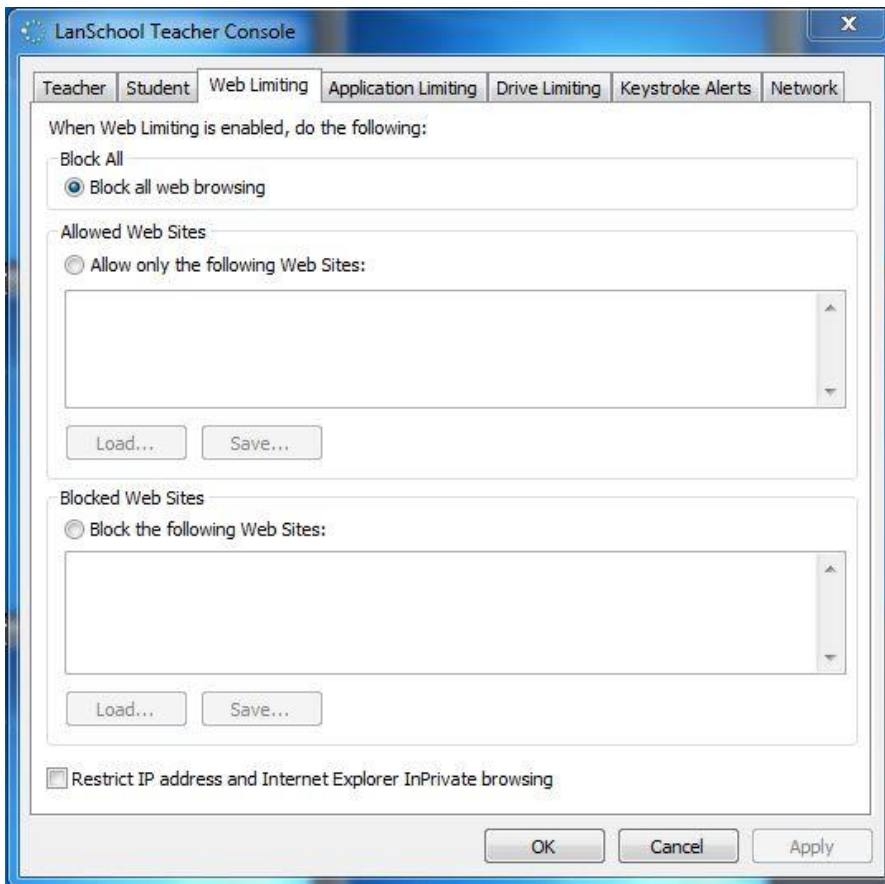 LanSchool Teacher Console
X
Teacher Student Web Limiting Application Limiting Drive Limiting Keystroke Alerts Network
When Web Limiting is enabled, do the following:
Block All
Block all web browsing
Allowed Web Sites
Allow only the following Web Sites:
Load... Save...
Blocked Web Sites
Block the following Web Sites:
Load... Save...
Restrict IP address and Internet Explorer InPrivate browsing
OK Cancel Apply